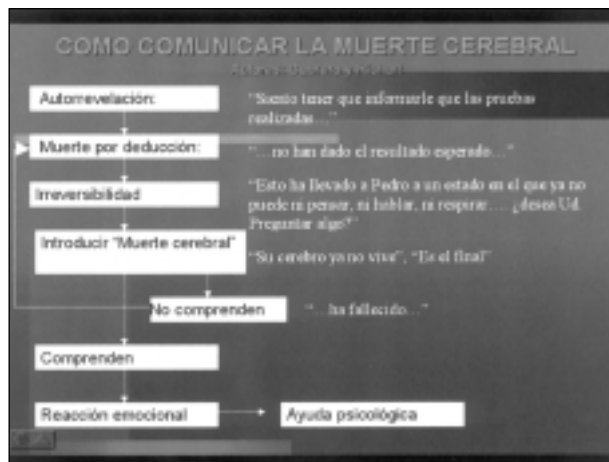 COMO COMUNICAR LA MUERTE CEREBRAL
Autorrevelación:
"Siento tener que informarle que las pruebas
realizadas…"
Muerte por deducción:
"…no han dado el resultado esperado…"
Irreversibilidad
"Esto ha llevado a Pedro a un estado en el que ya no
puede ni pensar, ni hablar, ni respirar…. ¿desea Ud.
Preguntar algo?"
Introducir "Muerte cerebral"
"Su cerebro ya no vive", "Es el final"
No comprenden
"…ha fallecido…"
Comprenden
Reacción emocional
Ayuda psicológica